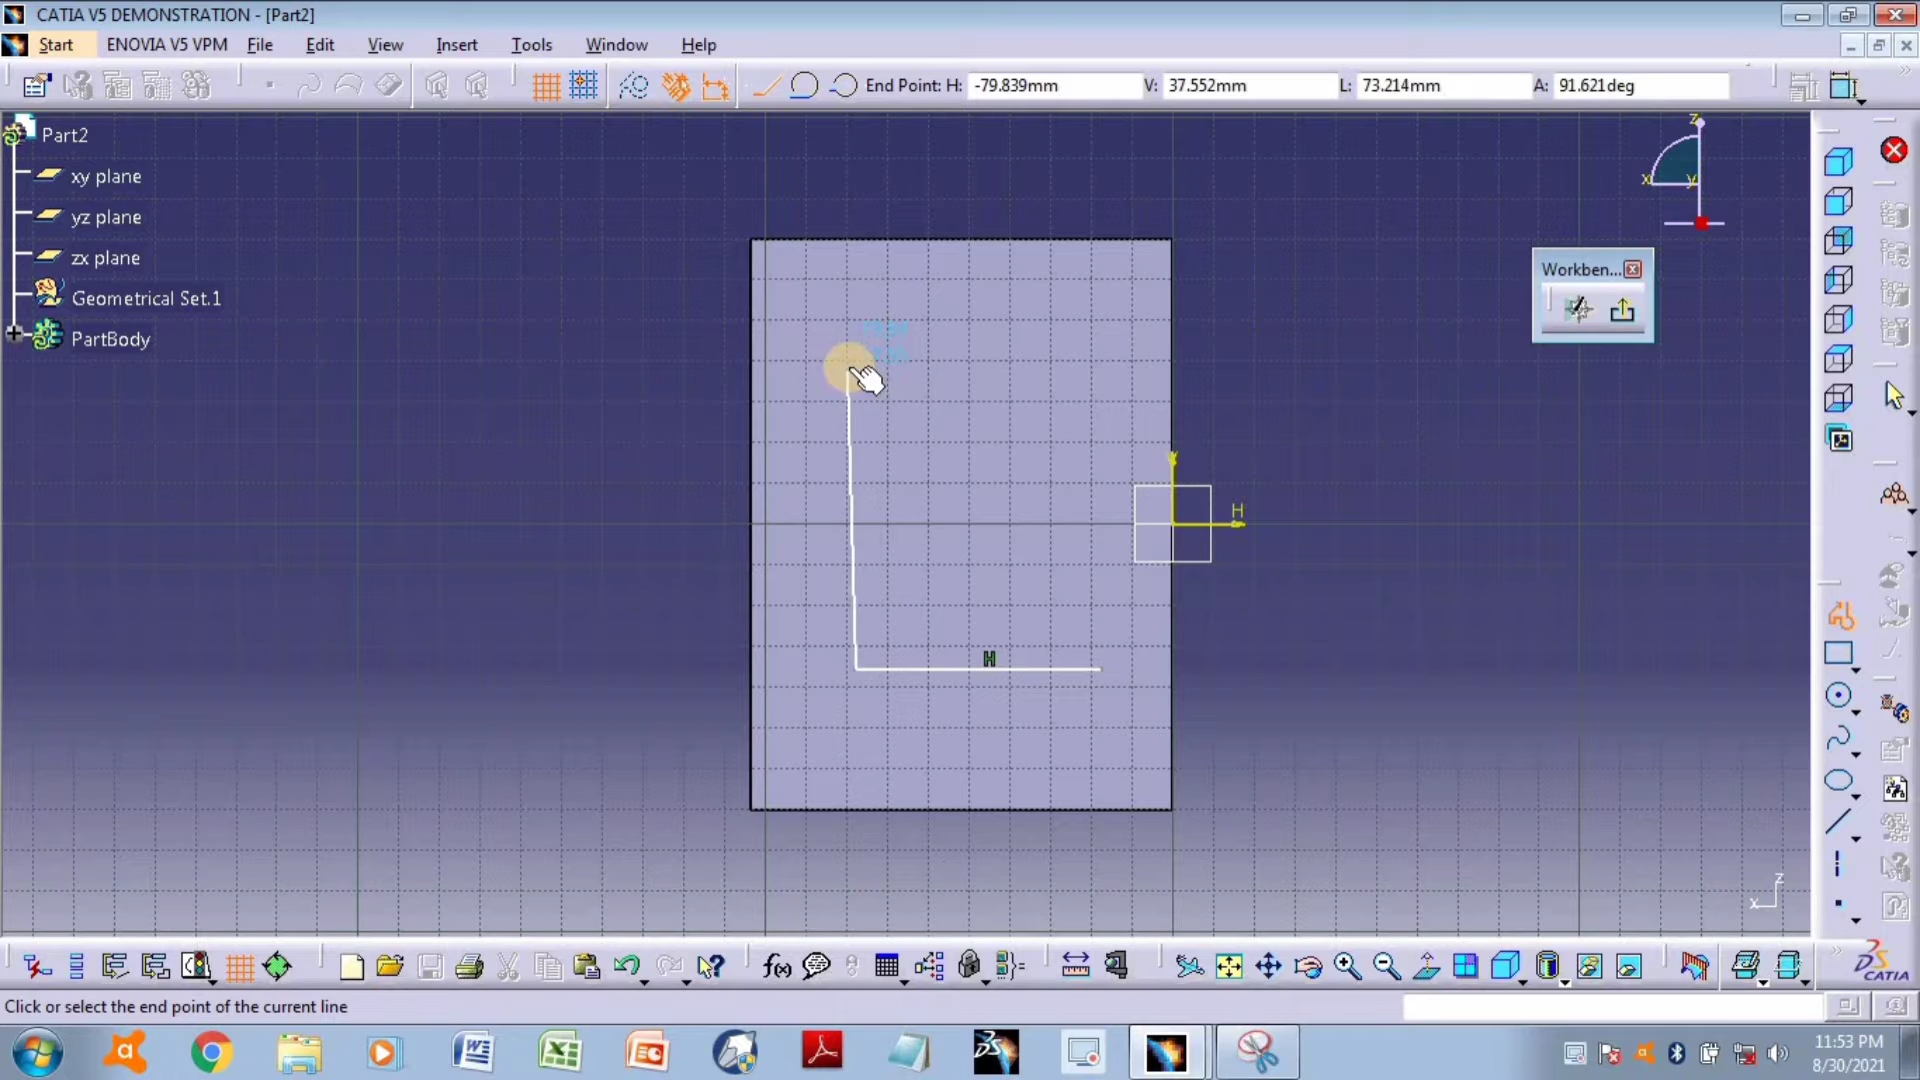 CATIA V5 DEMONSTRATION - [Part2]
Start ENOVIA V5 VPM File Edit View Insert Tools Window Help
End Point: H: -79.839mm V: 37.552mm L: 73.214mm A: 91.621deg
Part2
xy plane
yz plane
zx plane
Geometrical Set.1
PartBody
z
x
y
Workben...
H
V
H
z
x
f(x)
CATIA
Click or select the end point of the current line
11:53 PM
8/30/2021